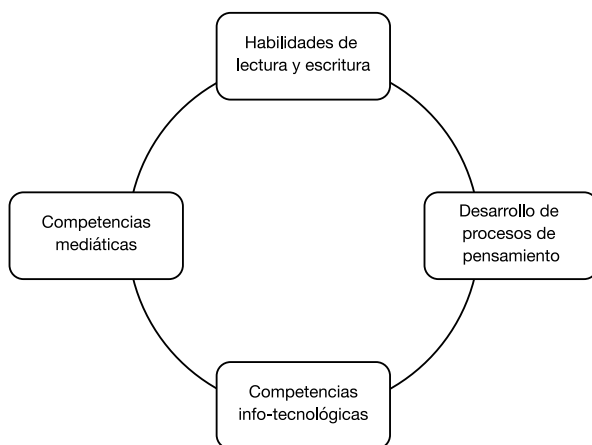 Habilidades de
lectura y escritura
Competencias
mediáticas
Desarrollo de
procesos de
pensamiento
Competencias
info-tecnológicas